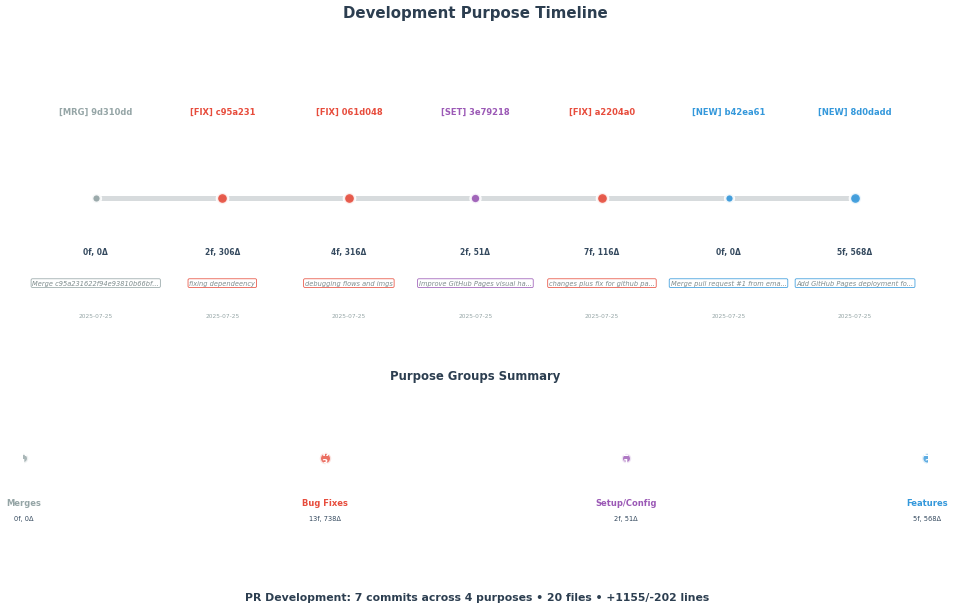 Development Purpose Timeline
[MRG] 9d310dd [FIX] c95a231 [FIX] 061d048 [SET] 3e79218 [FIX] a2204a0 [NEW] b42ea61 [NEW] 8d0dadd
0f, 0Δ 2f, 306Δ 4f, 316Δ 2f, 51Δ 7f, 116Δ 0f, 0Δ 5f, 568Δ
Merge c95a231622f94e93810b66bf... fixing dependeency debugging flows and imgs Improve GitHub Pages visual ha... changes plus fix for github pa... Merge pull request #1 from ema... Add GitHub Pages deployment fo...
2025-07-25 2025-07-25 2025-07-25 2025-07-25 2025-07-25 2025-07-25 2025-07-25
Purpose Groups Summary
Merges Bug Fixes Setup/Config Features
0f, 0Δ 13f, 738Δ 2f, 51Δ 5f, 568Δ
PR Development: 7 commits across 4 purposes • 20 files • +1155/-202 lines